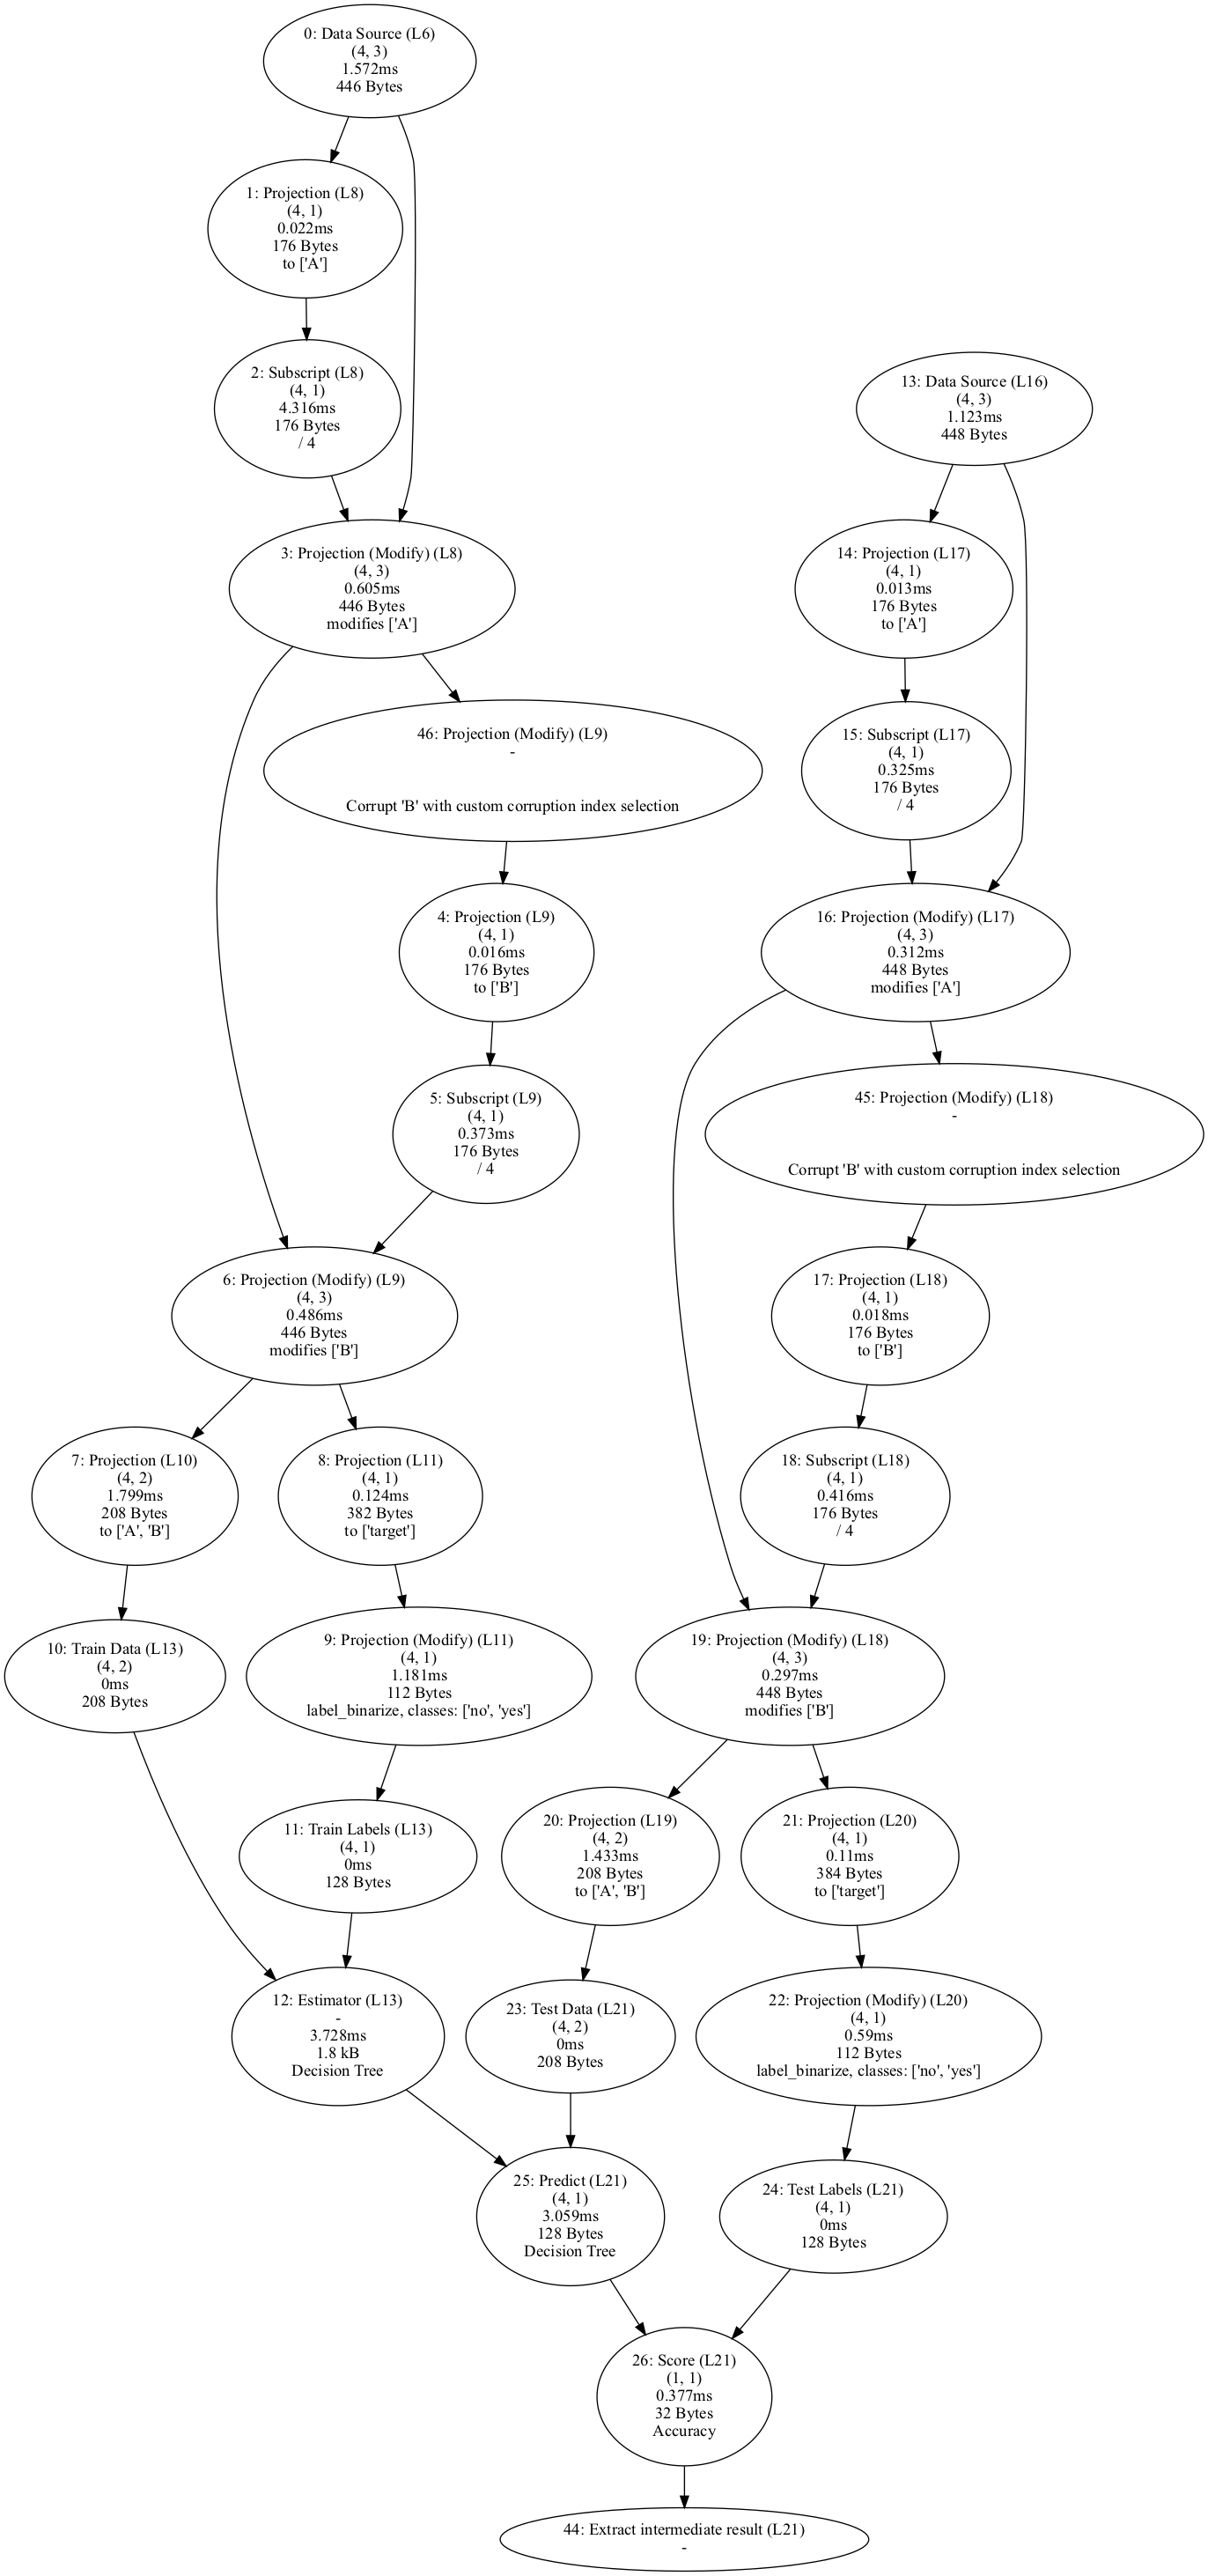 0: Data Source (L6)
(4, 3)
1.572ms
446 Bytes
1: Projection (L8)
(4, 1)
0.022ms
176 Bytes
to ['A']
2: Subscript (L8)
(4, 1)
4.316ms
176 Bytes
/ 4
13: Data Source (L16)
(4, 3)
1.123ms
448 Bytes
3: Projection (Modify) (L8)
(4, 3)
0.605ms
446 Bytes
modifies ['A']
14: Projection (L17)
(4, 1)
0.013ms
176 Bytes
to ['A']
46: Projection (Modify) (L9)
-
Corrupt 'B' with custom corruption index selection
15: Subscript (L17)
(4, 1)
0.325ms
176 Bytes
/ 4
4: Projection (L9)
(4, 1)
0.016ms
176 Bytes
to ['B']
16: Projection (Modify) (L17)
(4, 3)
0.312ms
448 Bytes
modifies ['A']
5: Subscript (L9)
(4, 1)
0.373ms
176 Bytes
/ 4
45: Projection (Modify) (L18)
-
Corrupt 'B' with custom corruption index selection
6: Projection (Modify) (L9)
(4, 3)
0.486ms
446 Bytes
modifies ['B']
17: Projection (L18)
(4, 1)
0.018ms
176 Bytes
to ['B']
7: Projection (L10)
(4, 2)
1.799ms
208 Bytes
to ['A', 'B']
8: Projection (L11)
(4, 1)
0.124ms
382 Bytes
to ['target']
18: Subscript (L18)
(4, 1)
0.416ms
176 Bytes
/ 4
10: Train Data (L13)
(4, 2)
0ms
208 Bytes
9: Projection (Modify) (L11)
(4, 1)
1.181ms
112 Bytes
label_binarize, classes: ['no', 'yes']
19: Projection (Modify) (L18)
(4, 3)
0.297ms
448 Bytes
modifies ['B']
11: Train Labels (L13)
(4, 1)
0ms
128 Bytes
20: Projection (L19)
(4, 2)
1.433ms
208 Bytes
to ['A', 'B']
21: Projection (L20)
(4, 1)
0.11ms
384 Bytes
to ['target']
12: Estimator (L13)
-
3.728ms
1.8 kB
Decision Tree
23: Test Data (L21)
(4, 2)
0ms
208 Bytes
22: Projection (Modify) (L20)
(4, 1)
0.59ms
112 Bytes
label_binarize, classes: ['no', 'yes']
25: Predict (L21)
(4, 1)
3.059ms
128 Bytes
Decision Tree
24: Test Labels (L21)
(4, 1)
0ms
128 Bytes
26: Score (L21)
(1, 1)
0.377ms
32 Bytes
Accuracy
44: Extract intermediate result (L21)
-